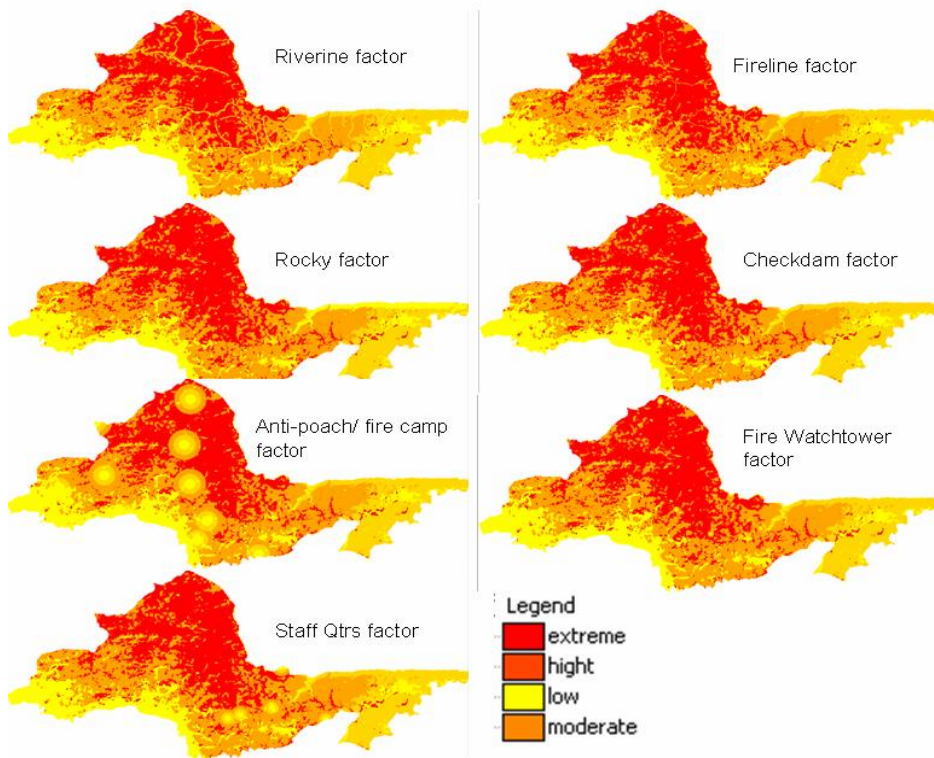 Riverine factor
Fireline factor
Rocky factor
Checkdam factor
Anti-poach/ fire camp
factor
Fire Watchtower
factor
Staff Qtrs factor
Legend
extreme
hight
low
moderate